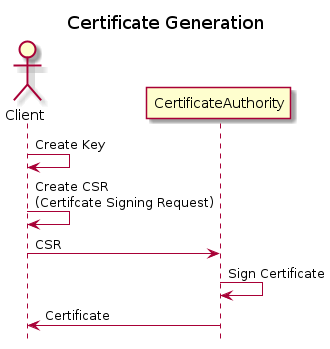 Certificate Generation
Client
CertificateAuthority
Create Key
Create CSR
(Certifcate Signing Request)
CSR
Sign Certificate
Certificate